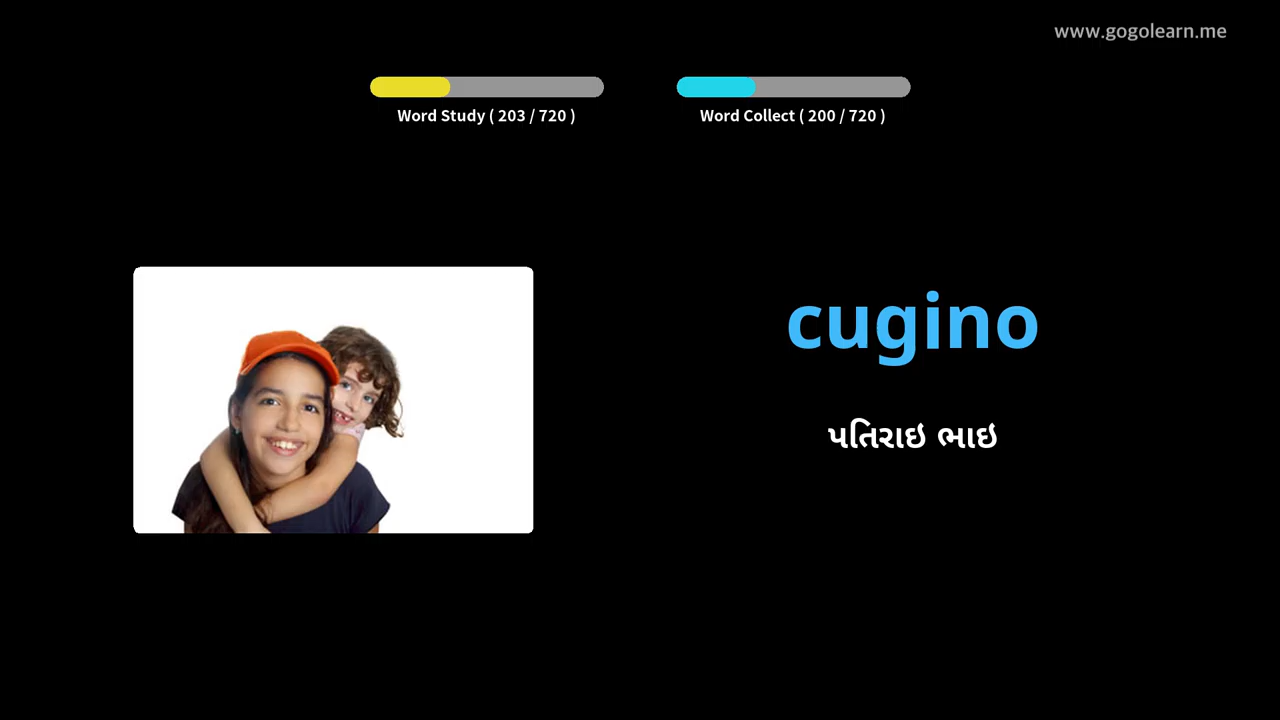 www.gogolearn.me
Word Study ( 203 / 720 )
Word Collect ( 200 / 720 )
cugino
પતિરાઇ ભાઇ